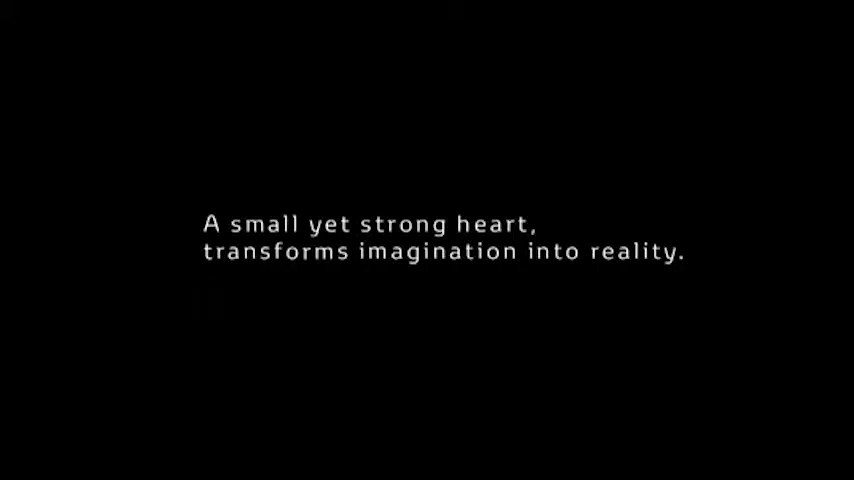 A small yet strong heart,
transforms imagination into reality.